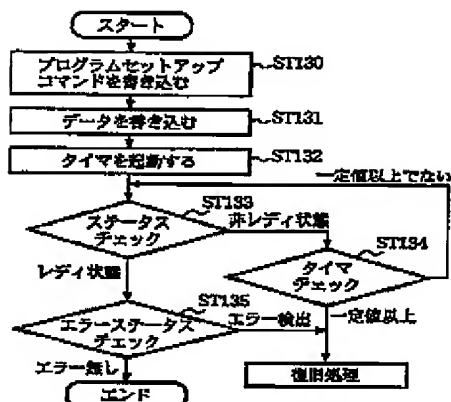 スタート
プログラムセットアップ
コマンドを書き込む
ST130
データを書き込む
ST131
タイマを起動する
ST132
一定値以上でない
ST133
ステータス
チェック
非レディ状態
ST134
タイマ
チェック
レディ状態
ST135
エラーステータス
チェック
エラー検出
一定値以上
エラー無し
復旧処理
エンド